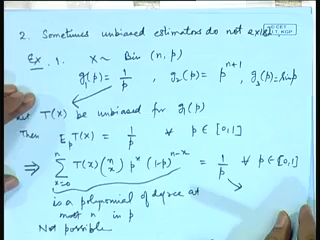 2. Sometimes unbiased estimators do not exist
Ex. 1. X ~ Bin (n, p)
g₁(p) = 1/p , g₂(p) = p^{n+1} , g₃(p) = sin p
Let T(X) be unbiased for g₁(p)
Then E_p T(X) = 1/p ∀ p ∈ [0,1]
⇒ ∑_{x=0}^{n} T(x) (n x) p^x (1-p)^{n-x} = 1/p ∀ p ∈ [0,1]
is a polynomial of degree at
most n in p
Not possible